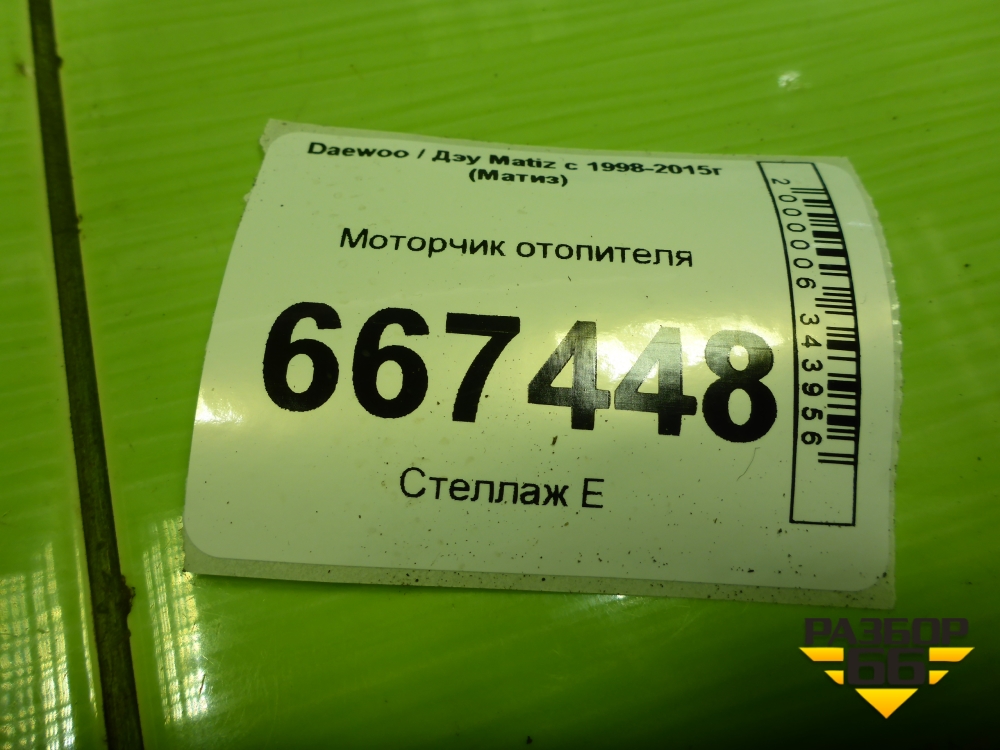 Daewoo / Дэу Matiz с 1998-2015г
(Матиз)
Моторчик отопителя
667448
Стеллаж Е
2000006343956
РАЗБОР
66